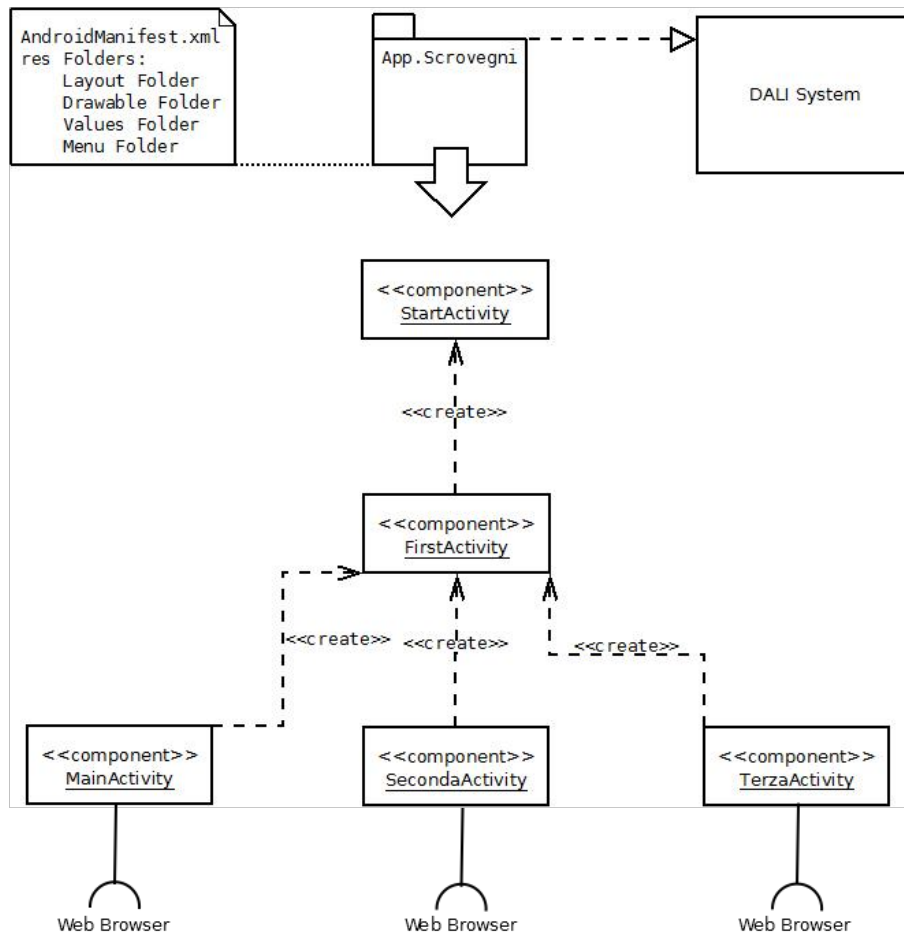 AndroidManifest.xml
res Folders:
Layout Folder
Drawable Folder
Values Folder
Menu Folder
App.Scrovegni
DALI System
<<component>>
StartActivity
<<create>>
<<component>>
FirstActivity
<<create>>
<<create>>
<<create>>
<<component>>
MainActivity
<<component>>
SecondaActivity
<<component>>
TerzaActivity
Web Browser
Web Browser
Web Browser